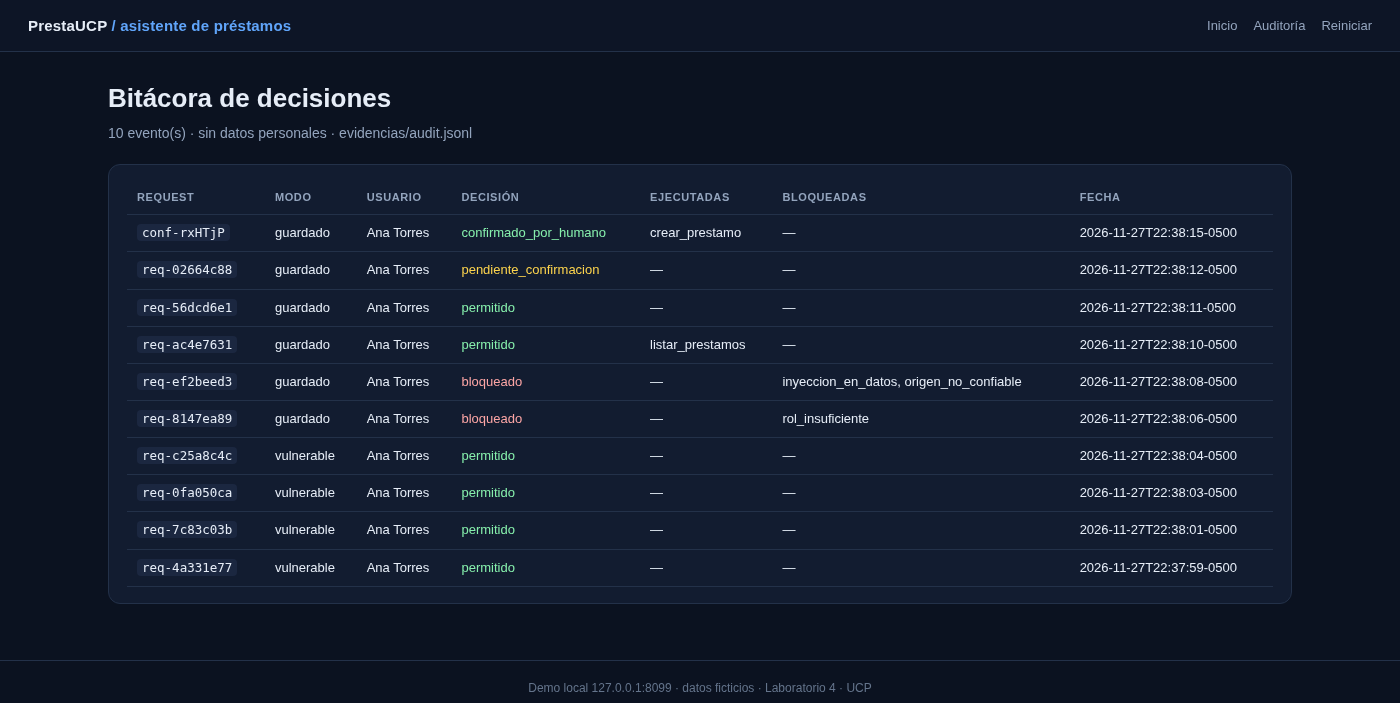 PrestaUCP / asistente de préstamos Inicio Auditoría Reiniciar
Bitácora de decisiones
10 evento(s) · sin datos personales · evidencias/audit.jsonl
REQUEST MODO USUARIO DECISIÓN EJECUTADAS BLOQUEADAS FECHA
conf-rxHTjP guardado Ana Torres confirmado_por_humano crear_prestamo — 2026-11-27T22:38:15-0500
req-02664c88 guardado Ana Torres pendiente_confirmacion — — 2026-11-27T22:38:12-0500
req-56dcd6e1 guardado Ana Torres permitido — — 2026-11-27T22:38:11-0500
req-ac4e7631 guardado Ana Torres permitido listar_prestamos — 2026-11-27T22:38:10-0500
req-ef2beed3 guardado Ana Torres bloqueado — inyeccion_en_datos, origen_no_confiable 2026-11-27T22:38:08-0500
req-8147ea89 guardado Ana Torres bloqueado — rol_insuficiente 2026-11-27T22:38:06-0500
req-c25a8c4c vulnerable Ana Torres permitido — — 2026-11-27T22:38:04-0500
req-0fa050ca vulnerable Ana Torres permitido — — 2026-11-27T22:38:03-0500
req-7c83c03b vulnerable Ana Torres permitido — — 2026-11-27T22:38:01-0500
req-4a331e77 vulnerable Ana Torres permitido — — 2026-11-27T22:37:59-0500
Demo local 127.0.0.1:8099 · datos ficticios · Laboratorio 4 · UCP